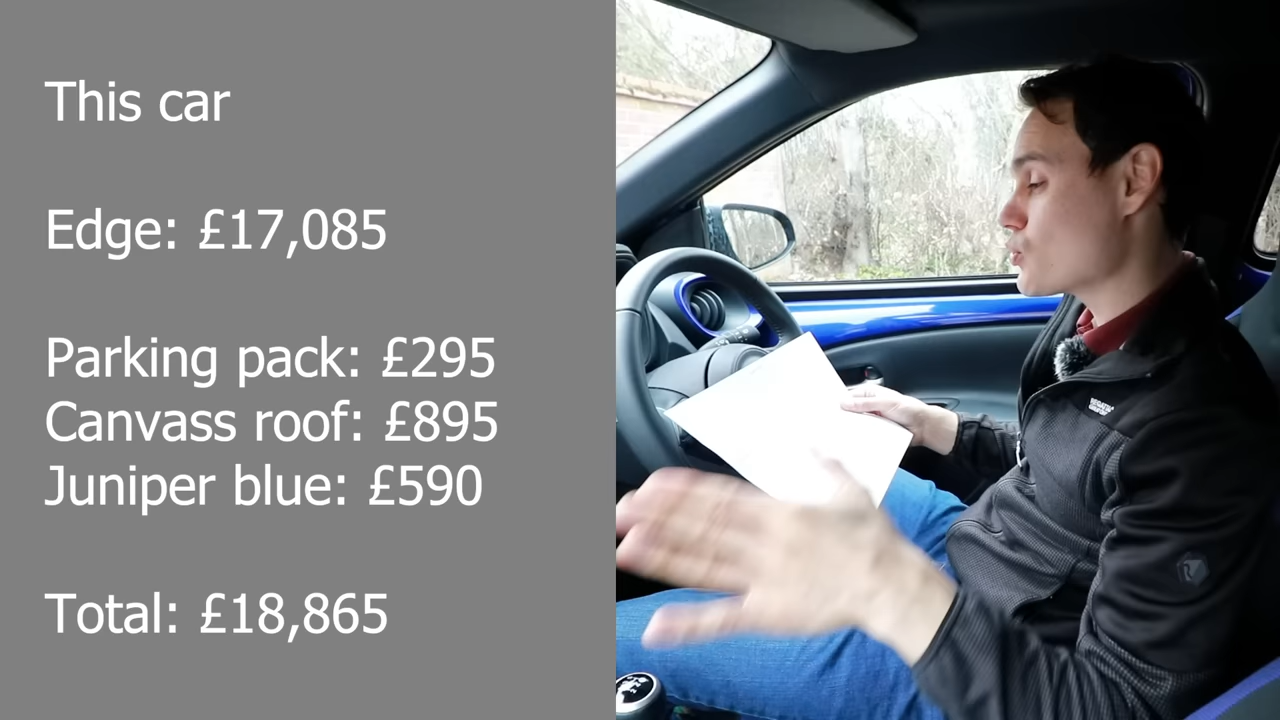 This car
Edge: £17,085
Parking pack: £295
Canvass roof: £895
Juniper blue: £590
Total: £18,865